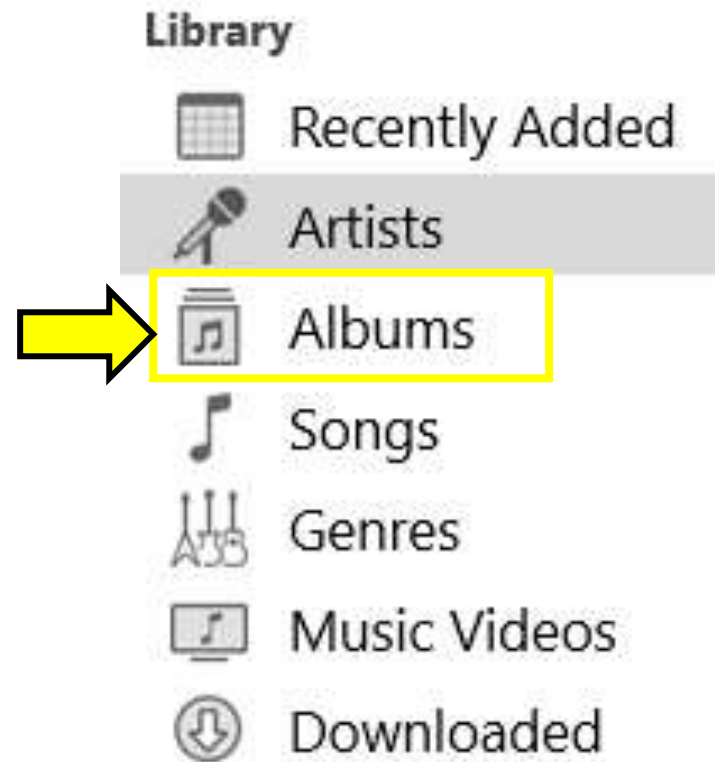 Library
Recently Added
Artists
Albums
Songs
Genres
Music Videos
Downloaded